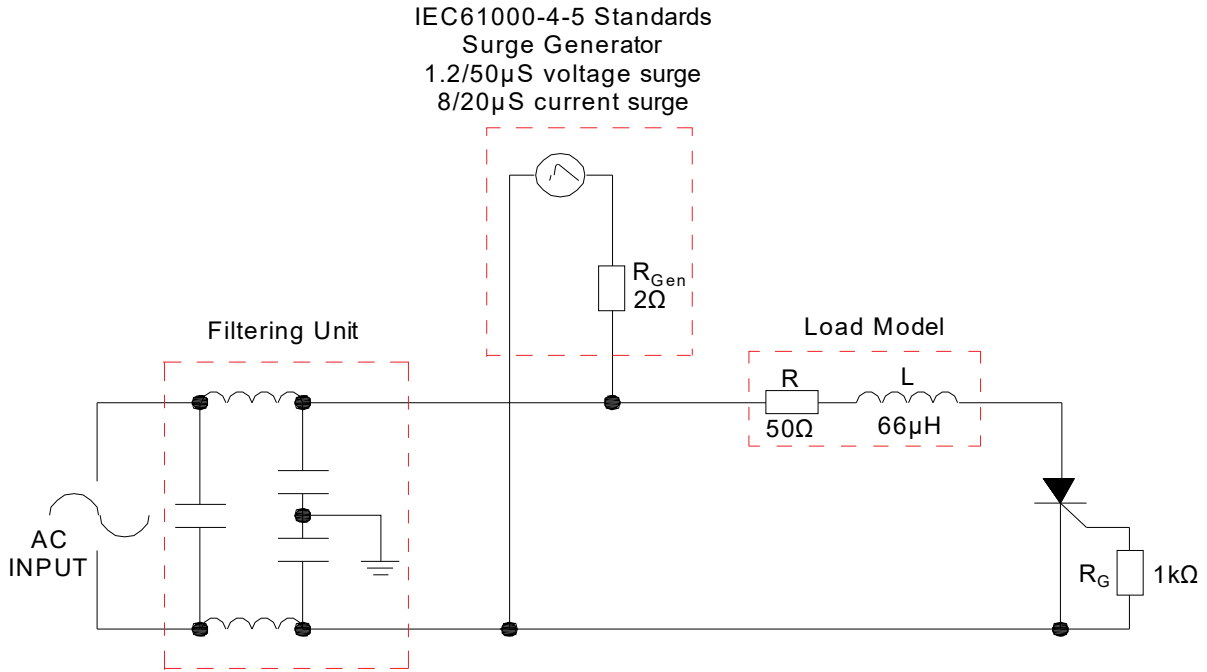 IEC61000-4-5 Standards
Surge Generator
1.2/50µS voltage surge
8/20µS current surge
R_Gen
2Ω
Filtering Unit
Load Model
R
L
50Ω
66µH
AC
INPUT
R_G
1kΩ